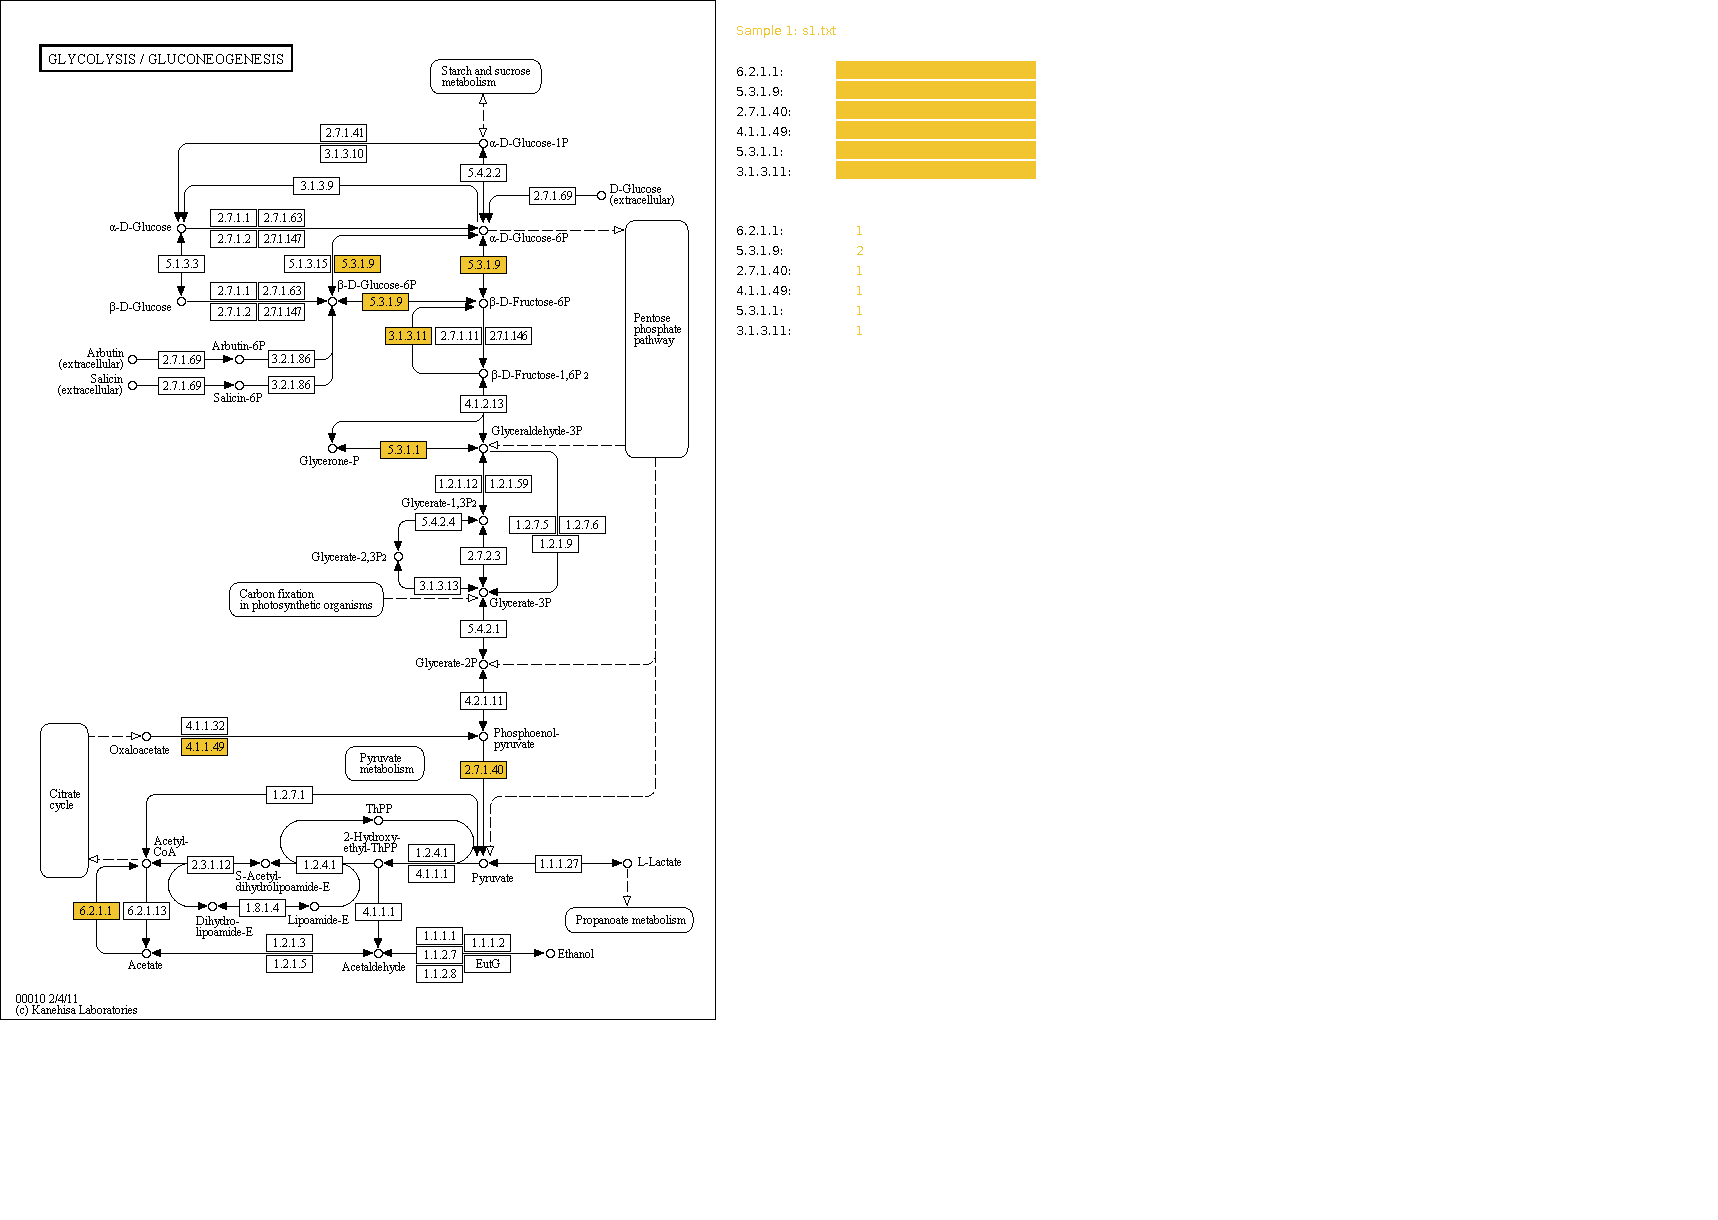 GLYCOLYSIS / GLUCONEOGENESIS
Starch and sucrose
metabolism
2.7.1.41
3.1.3.10
α-D-Glucose-1P
5.4.2.2
3.1.3.9
2.7.1.69
D-Glucose
(extracellular)
α-D-Glucose
2.7.1.1
2.7.1.63
2.7.1.2
2.7.1.147
α-D-Glucose-6P
5.1.3.3
5.1.3.15
5.3.1.9
5.3.1.9
β-D-Glucose-6P
β-D-Glucose
2.7.1.1
2.7.1.63
2.7.1.2
2.7.1.147
5.3.1.9
β-D-Fructose-6P
3.1.3.11
2.7.1.11
2.7.1.146
Pentose
phosphate
pathway
Arbutin
(extracellular)
2.7.1.69
Arbutin-6P
3.2.1.86
Salicin
(extracellular)
2.7.1.69
Salicin-6P
3.2.1.86
β-D-Fructose-1,6P2
4.1.2.13
Glyceraldehyde-3P
Glycerone-P
5.3.1.1
1.2.1.12
1.2.1.59
Glycerate-1,3P2
5.4.2.4
1.2.7.5
1.2.7.6
1.2.1.9
Glycerate-2,3P2
2.7.2.3
3.1.3.13
Carbon fixation
in photosynthetic organisms
Glycerate-3P
5.4.2.1
Glycerate-2P
4.2.1.11
4.1.1.32
Oxaloacetate
4.1.1.49
Phosphoenol-
pyruvate
Pyruvate
metabolism
2.7.1.40
Citrate
cycle
1.2.7.1
ThPP
Acetyl-
CoA
2-Hydroxy-
ethyl-ThPP
2.3.1.12
S-Acetyl-
dihydrolipoamide-E
1.2.4.1
1.2.4.1
4.1.1.1
Pyruvate
1.1.1.27
L-Lactate
6.2.1.1
6.2.1.13
Dihydro-
lipoamide-E
1.8.1.4
Lipoamide-E
4.1.1.1
Propanoate metabolism
Acetate
1.2.1.3
1.2.1.5
Acetaldehyde
1.1.1.1
1.1.2.7
1.1.2.8
1.1.1.2
EutG
Ethanol
00010 2/4/11
(c) Kanehisa Laboratories
Sample 1: s1.txt
6.2.1.1:
5.3.1.9:
2.7.1.40:
4.1.1.49:
5.3.1.1:
3.1.3.11:
6.2.1.1: 1
5.3.1.9: 2
2.7.1.40: 1
4.1.1.49: 1
5.3.1.1: 1
3.1.3.11: 1